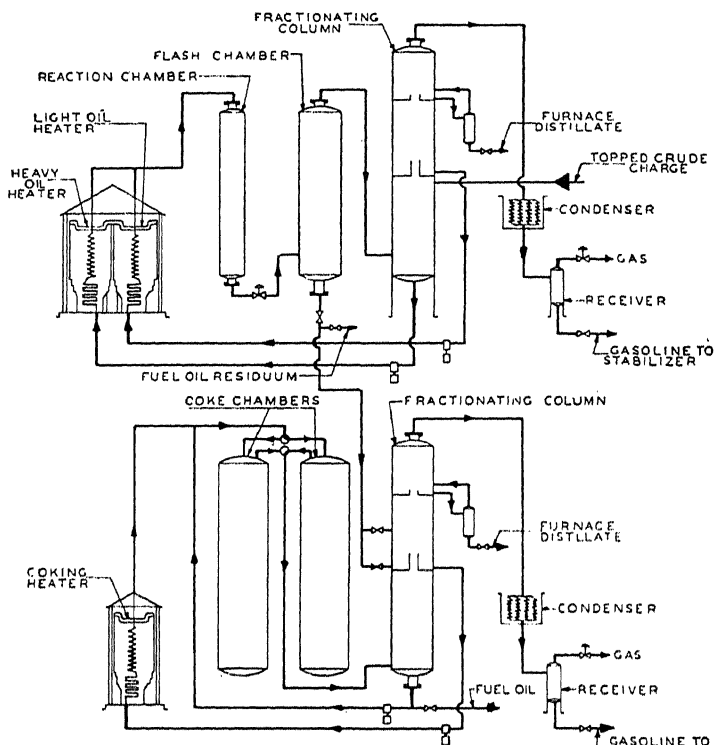 FRACTIONATING
COLUMN
FLASH CHAMBER
REACTION CHAMBER
LIGHT OIL
HEATER
HEAVY
OIL
HEATER
FURNACE
DISTILLATE
TOPPED CRUDE
CHARGE
CONDENSER
GAS
RECEIVER
GASOLINE TO
STABILIZER
FUEL OIL RESIDUUM
COKE CHAMBERS
FRACTIONATING COLUMN
FURNACE
DISTLLATE
COKING
HEATER
CONDENSER
GAS
FUEL OIL
RECEIVER
GASOLINE TO